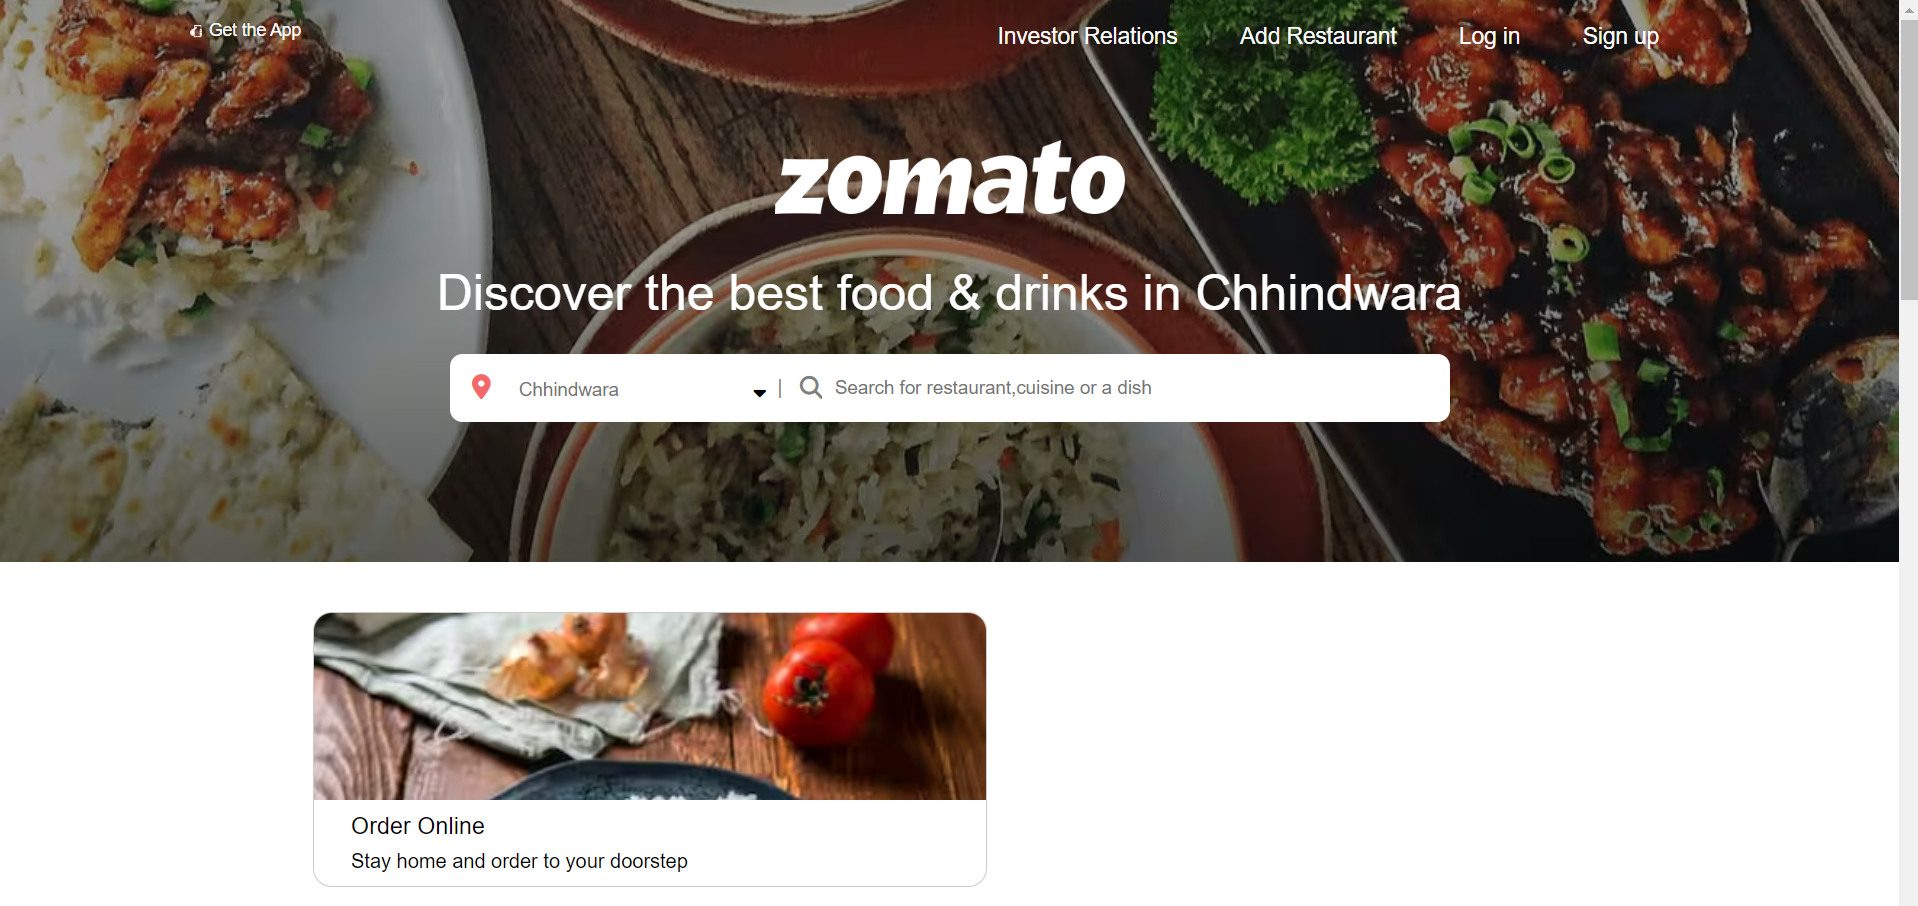 Get the App
Investor Relations
Add Restaurant
Log in
Sign up
zomato
Discover the best food & drinks in Chhindwara
Chhindwara | Search for restaurant,cuisine or a dish
Order Online
Stay home and order to your doorstep